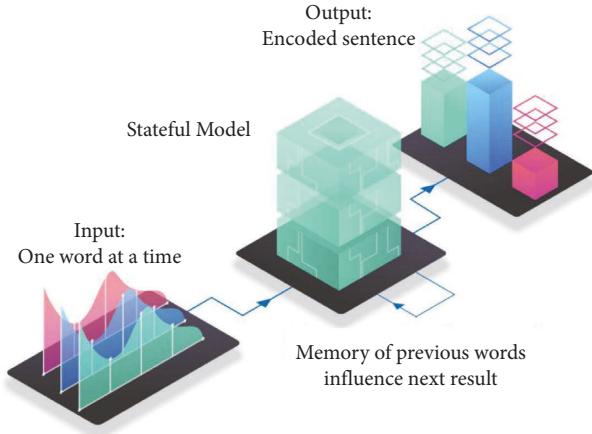 Output:
Encoded sentence
Stateful Model
Input:
One word at a time
Memory of previous words
influence next result